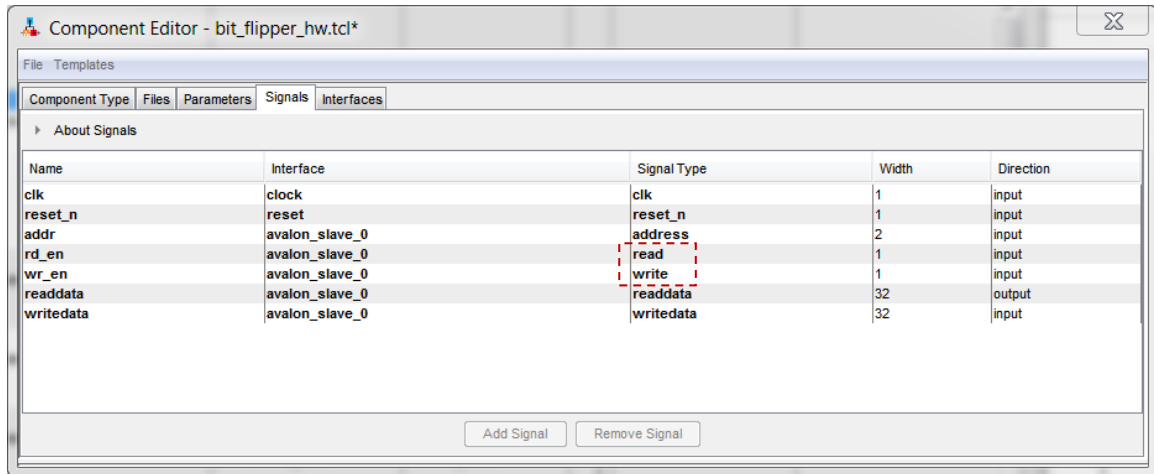 Component Editor - bit_flipper_hw.tcl*
File Templates
Component Type Files Parameters Signals Interfaces
About Signals
Name Interface Signal Type Width Direction
clk clock clk 1 input
reset_n reset reset_n 1 input
addr avalon_slave_0 address 2 input
rd_en avalon_slave_0 read 1 input
wr_en avalon_slave_0 write 1 input
readdata avalon_slave_0 readdata 32 output
writedata avalon_slave_0 writedata 32 input
Add Signal Remove Signal